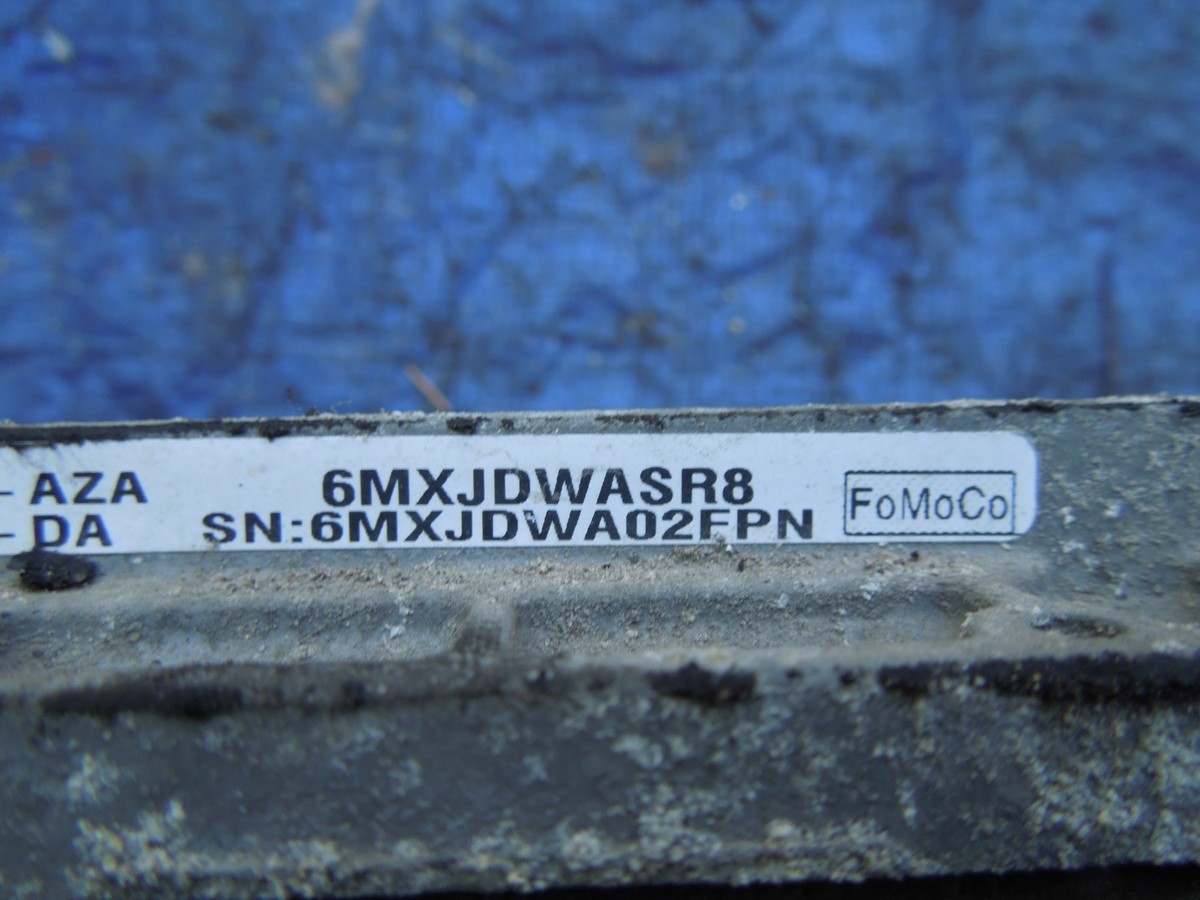 - AZA 6MXJDWASR8
- DA SN:6MXJDWA02FPN
FoMoCo